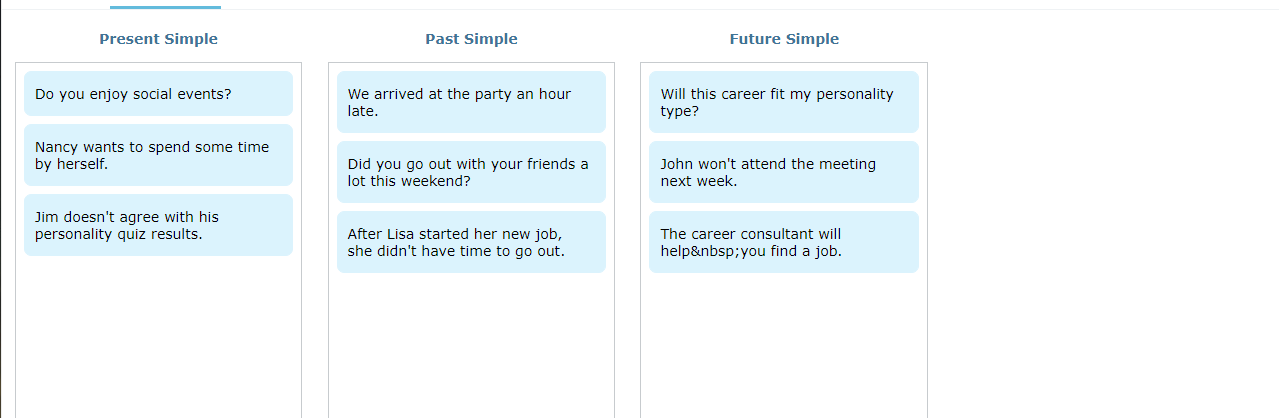 Present Simple
Do you enjoy social events?
Nancy wants to spend some time
by herself.
Jim doesn't agree with his
personality quiz results.
Past Simple
We arrived at the party an hour
late.
Did you go out with your friends a
lot this weekend?
After Lisa started her new job,
she didn't have time to go out.
Future Simple
Will this career fit my personality
type?
John won't attend the meeting
next week.
The career consultant will
help&nbsp;you find a job.